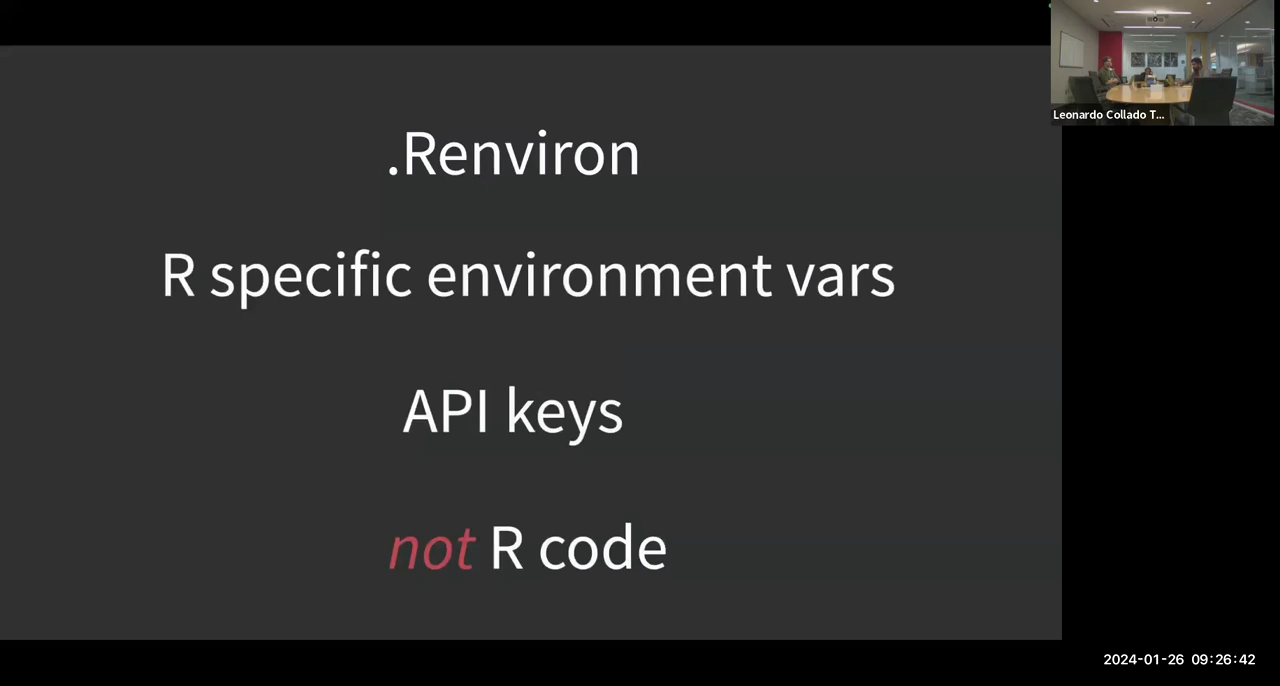 .Renviron
R specific environment vars
API keys
not R code
Leonardo Collado T...
2024-01-26 09:26:42